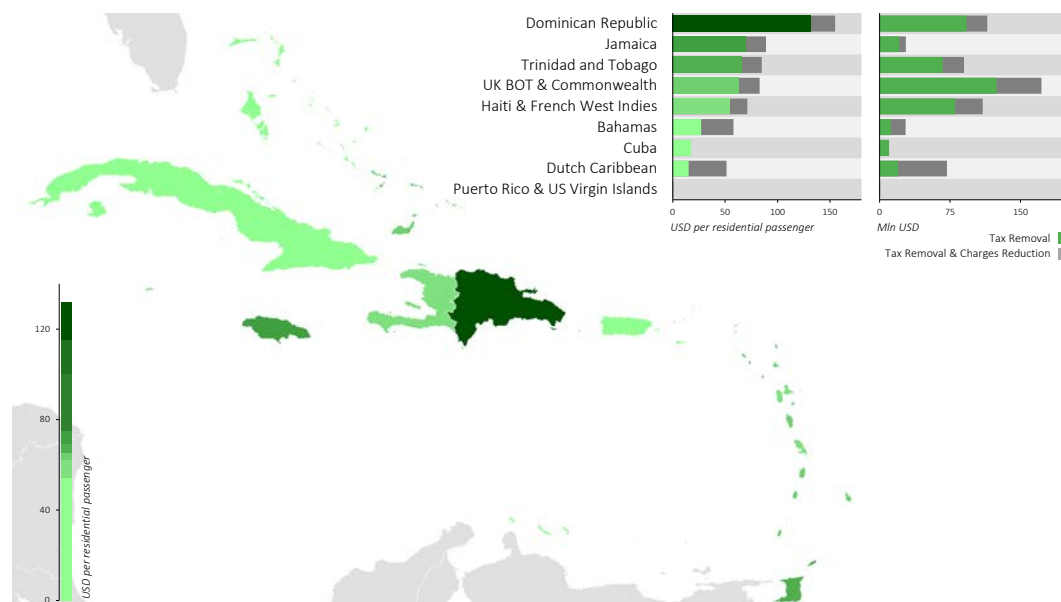 Dominican Republic
Jamaica
Trinidad and Tobago
UK BOT & Commonwealth
Haiti & French West Indies
Bahamas
Cuba
Dutch Caribbean
Puerto Rico & US Virgin Islands
0 50 100 150
USD per residential passenger
0 75 150
Mln USD
Tax Removal
Tax Removal & Charges Reduction
120
80
40
0
USD per residential passenger